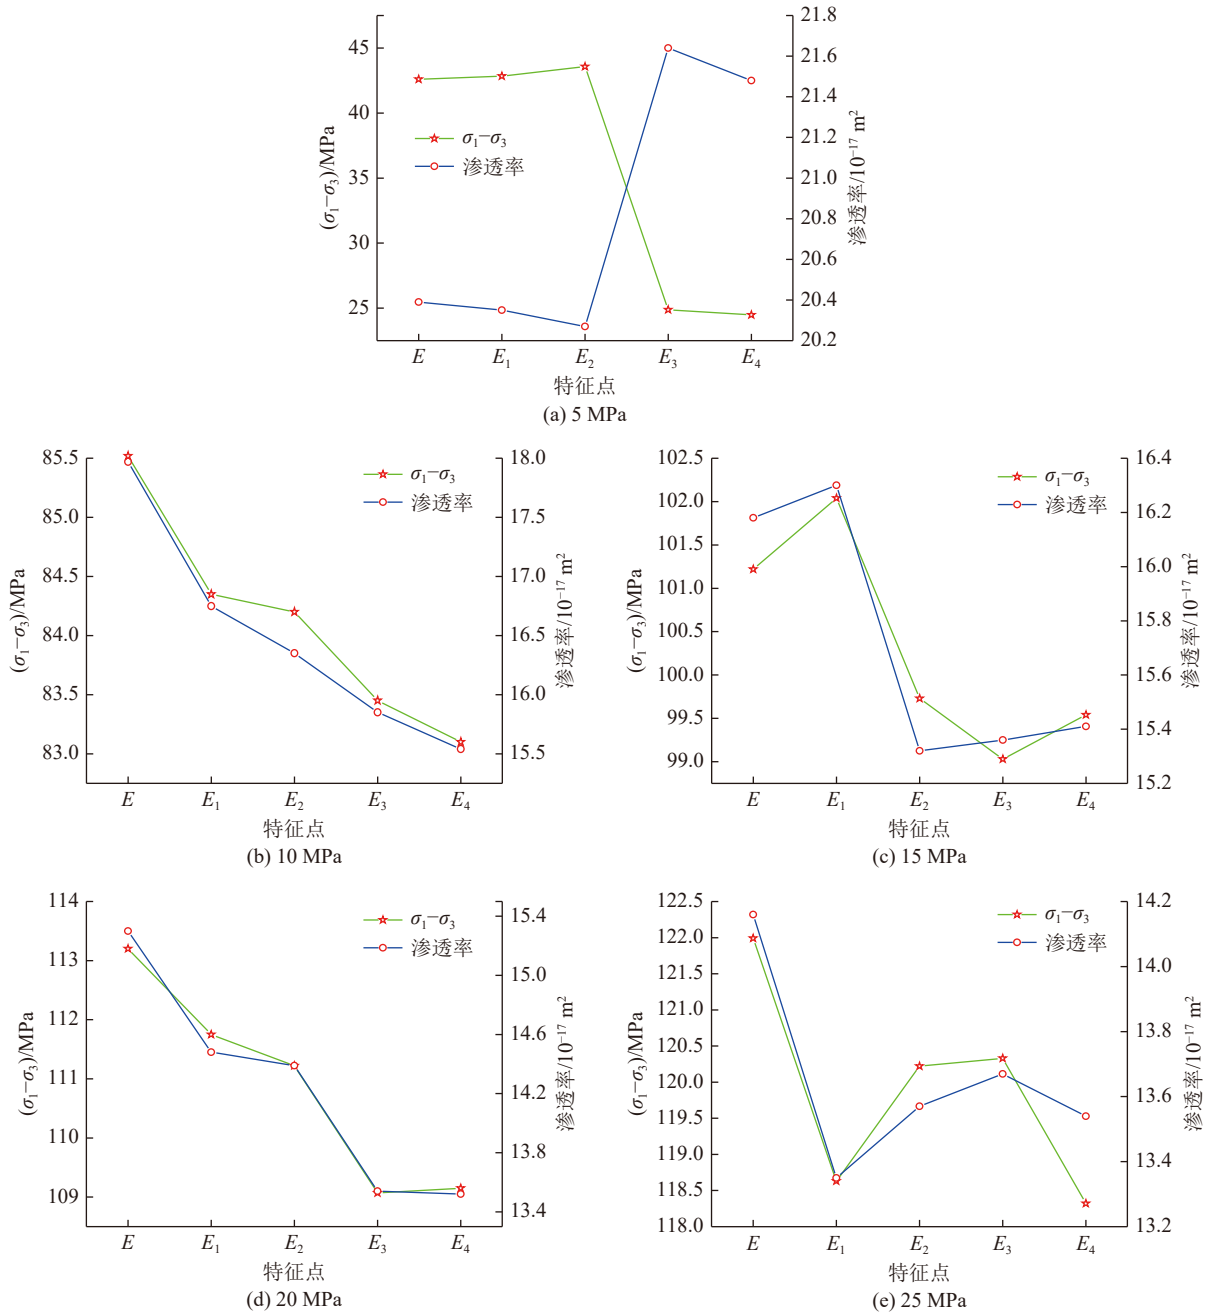 45
40
35
30
25
(σ₁−σ₃)/MPa
σ₁−σ₃
渗透率
21.8
21.6
21.4
21.2
21.0
20.8
20.6
20.4
20.2
渗透率/10⁻¹⁷ m²
E E₁ E₂ E₃ E₄
特征点
(a) 5 MPa
85.5
85.0
84.5
84.0
83.5
83.0
(σ₁−σ₃)/MPa
σ₁−σ₃
渗透率
18.0
17.5
17.0
16.5
16.0
15.5
渗透率/10⁻¹⁷ m²
E E₁ E₂ E₃ E₄
特征点
(b) 10 MPa
102.5
102.0
101.5
101.0
100.5
100.0
99.5
99.0
(σ₁−σ₃)/MPa
σ₁−σ₃
渗透率
16.4
16.2
16.0
15.8
15.6
15.4
15.2
渗透率/10⁻¹⁷ m²
E E₁ E₂ E₃ E₄
特征点
(c) 15 MPa
114
113
112
111
110
109
(σ₁−σ₃)/MPa
σ₁−σ₃
渗透率
15.4
15.0
14.6
14.2
13.8
13.4
渗透率/10⁻¹⁷ m²
E E₁ E₂ E₃ E₄
特征点
(d) 20 MPa
122.5
122.0
121.5
121.0
120.5
120.0
119.5
119.0
118.5
118.0
(σ₁−σ₃)/MPa
σ₁−σ₃
渗透率
14.2
14.0
13.8
13.6
13.4
13.2
渗透率/10⁻¹⁷ m²
E E₁ E₂ E₃ E₄
特征点
(e) 25 MPa